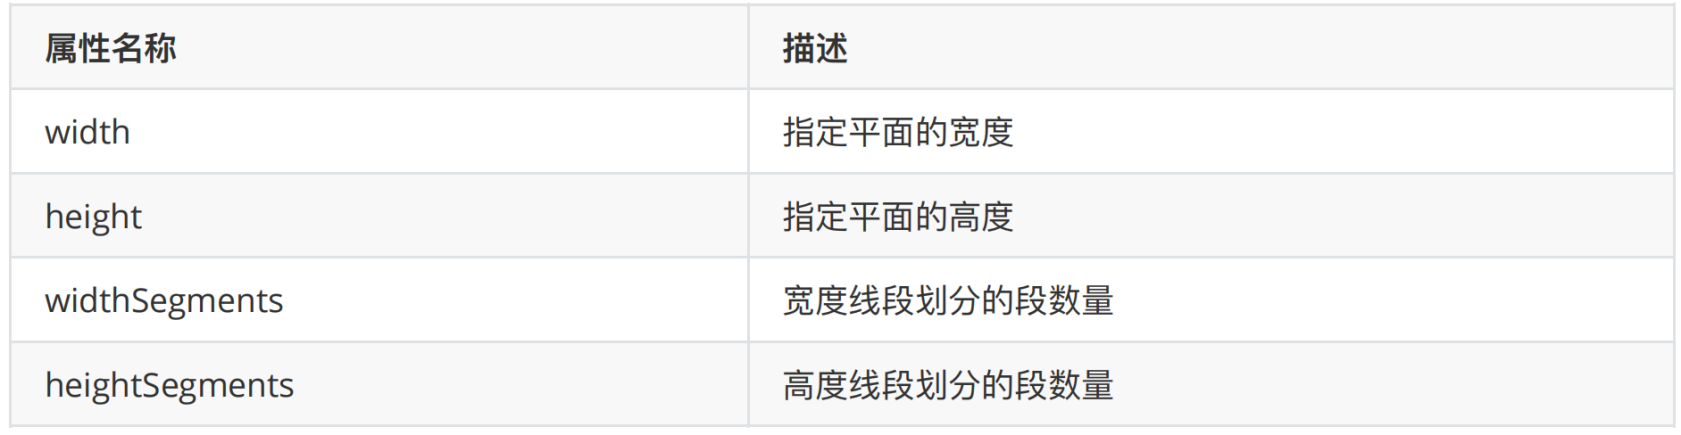 属性名称 描述
width 指定平面的宽度
height 指定平面的高度
widthSegments 宽度线段划分的段数量
heightSegments 高度线段划分的段数量